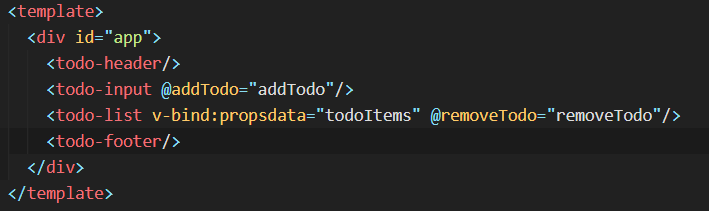 <template>
  <div id="app">
    <todo-header/>
    <todo-input @addTodo="addTodo"/>
    <todo-list v-bind:propsdata="todoItems" @removeTodo="removeTodo"/>
    <todo-footer/>
  </div>
</template>